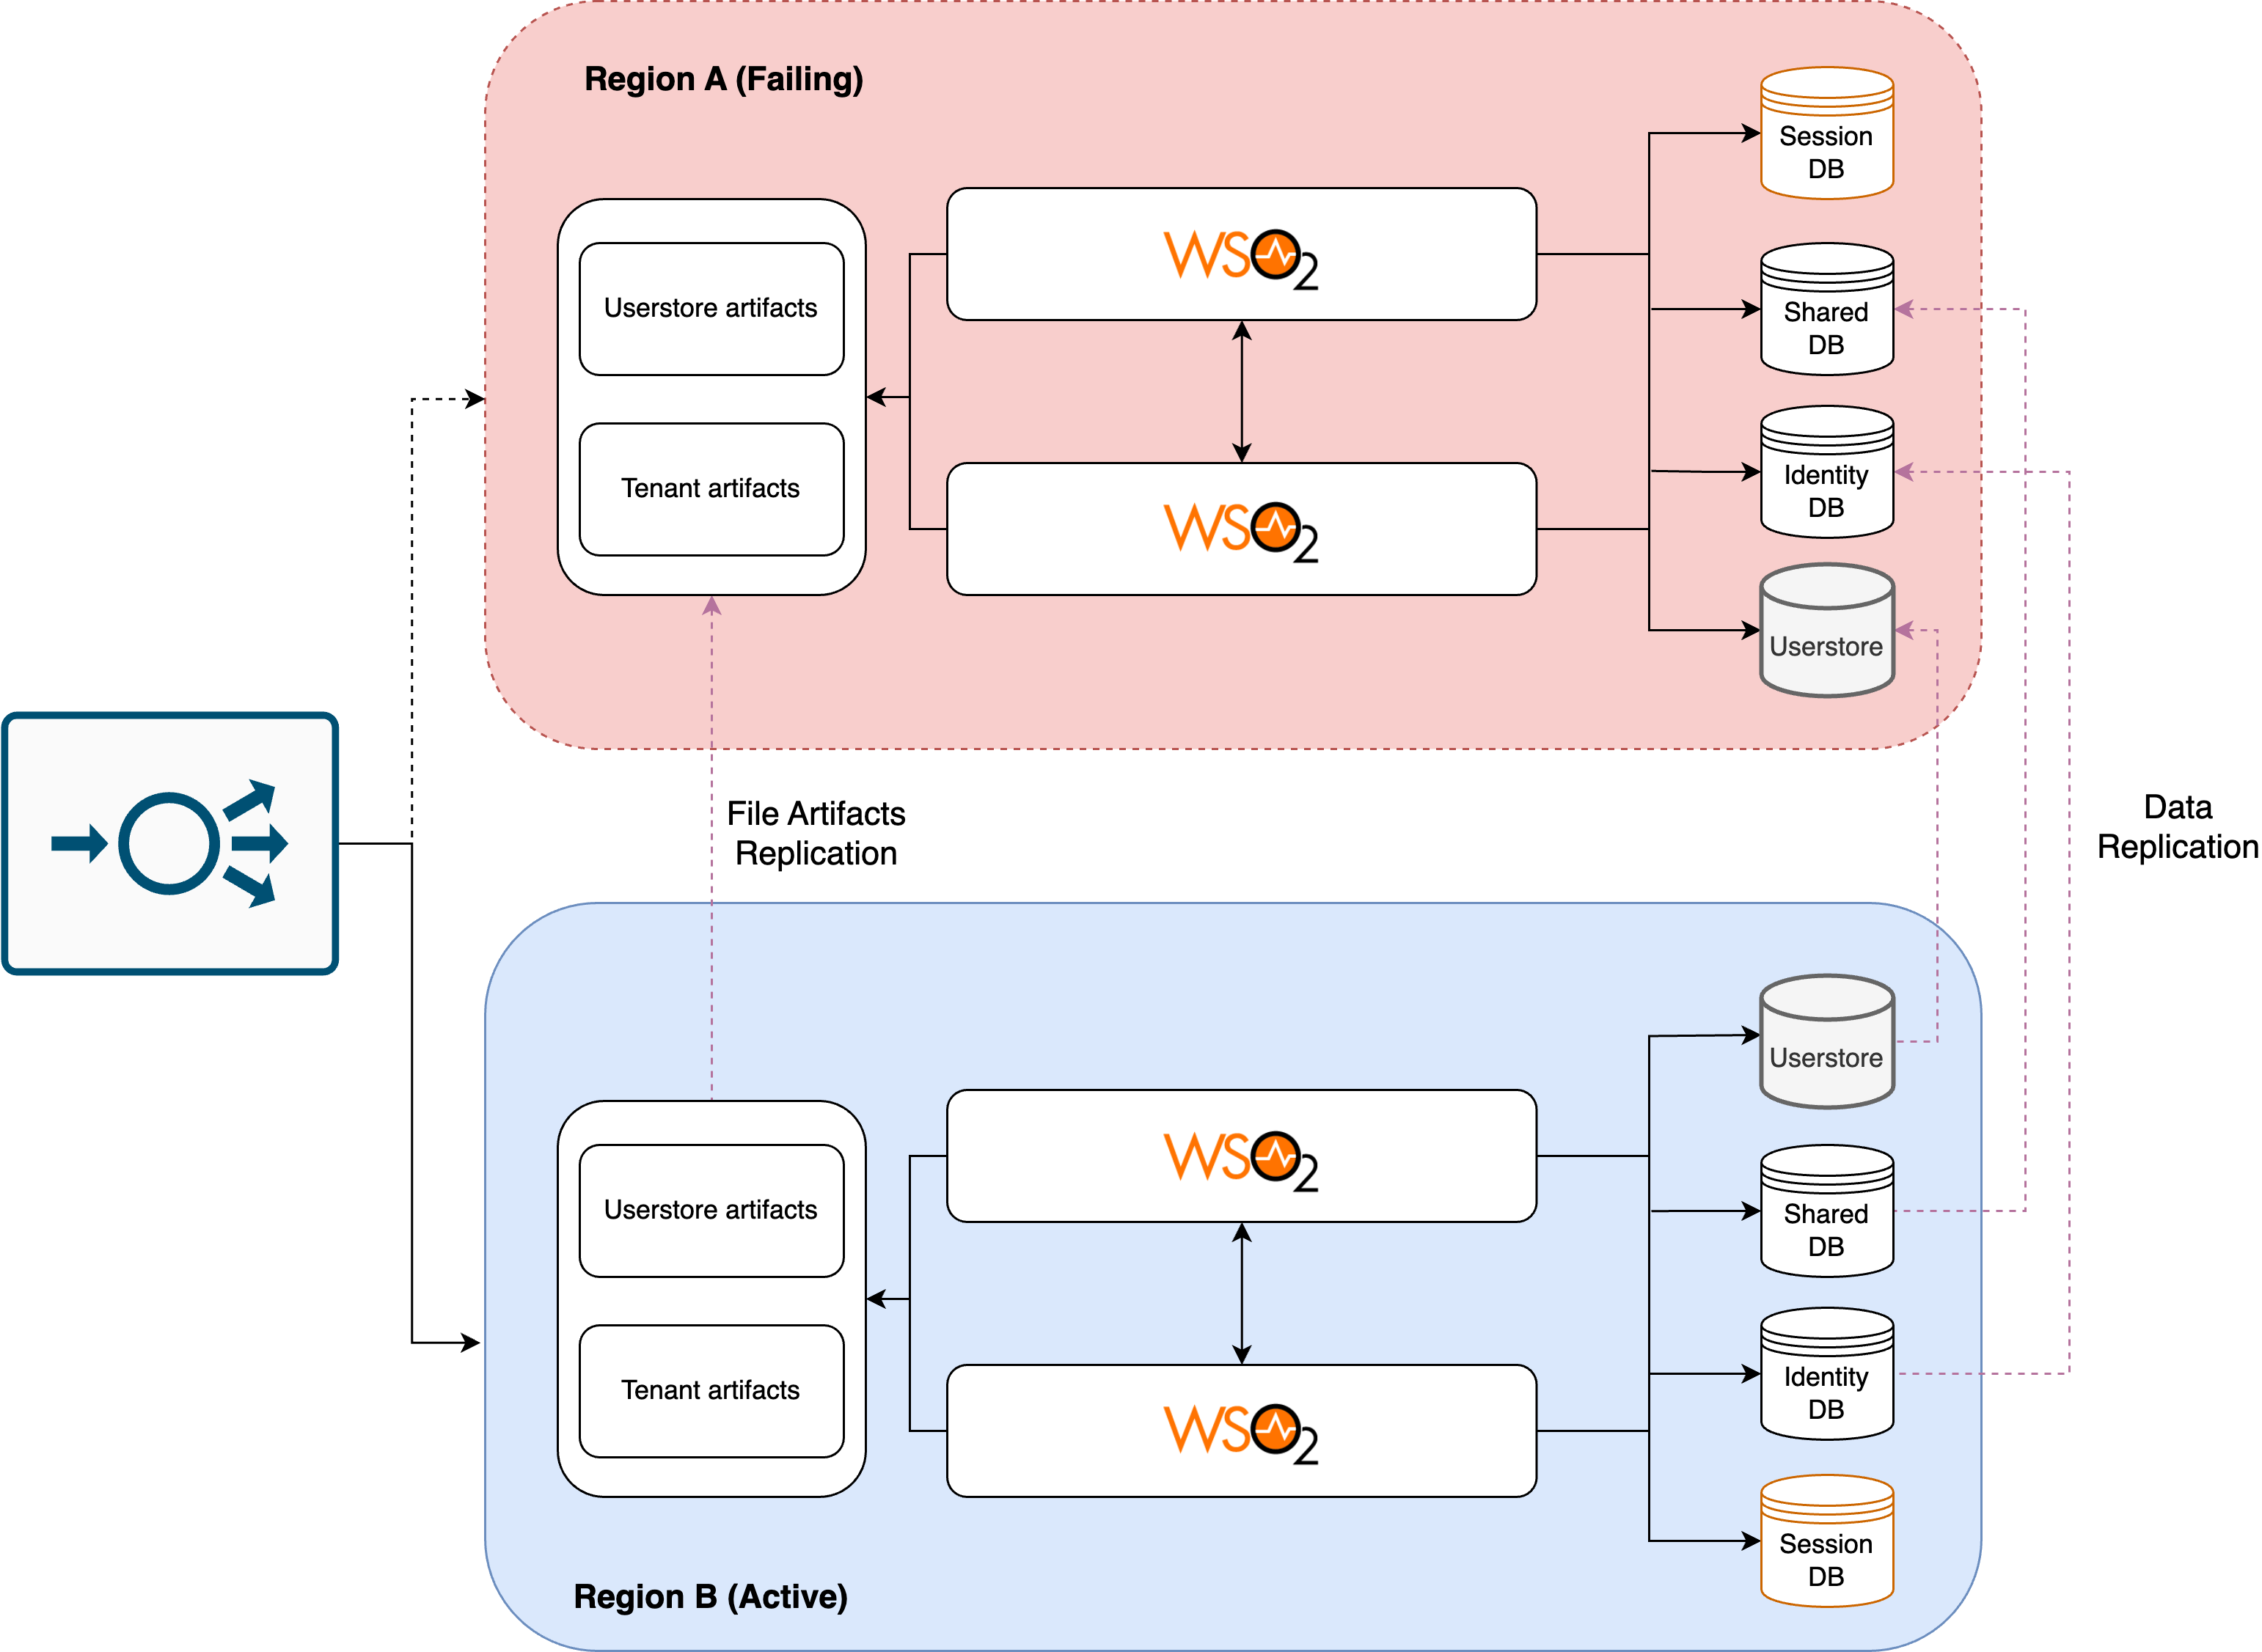 Region A (Failing)
Session
DB
WSO2
Userstore artifacts
Shared
DB
Tenant artifacts
WSO2
Identity
DB
Userstore
File Artifacts
Replication
Data
Replication
Userstore
WSO2
Userstore artifacts
Shared
DB
Tenant artifacts
WSO2
Identity
DB
Session
DB
Region B (Active)